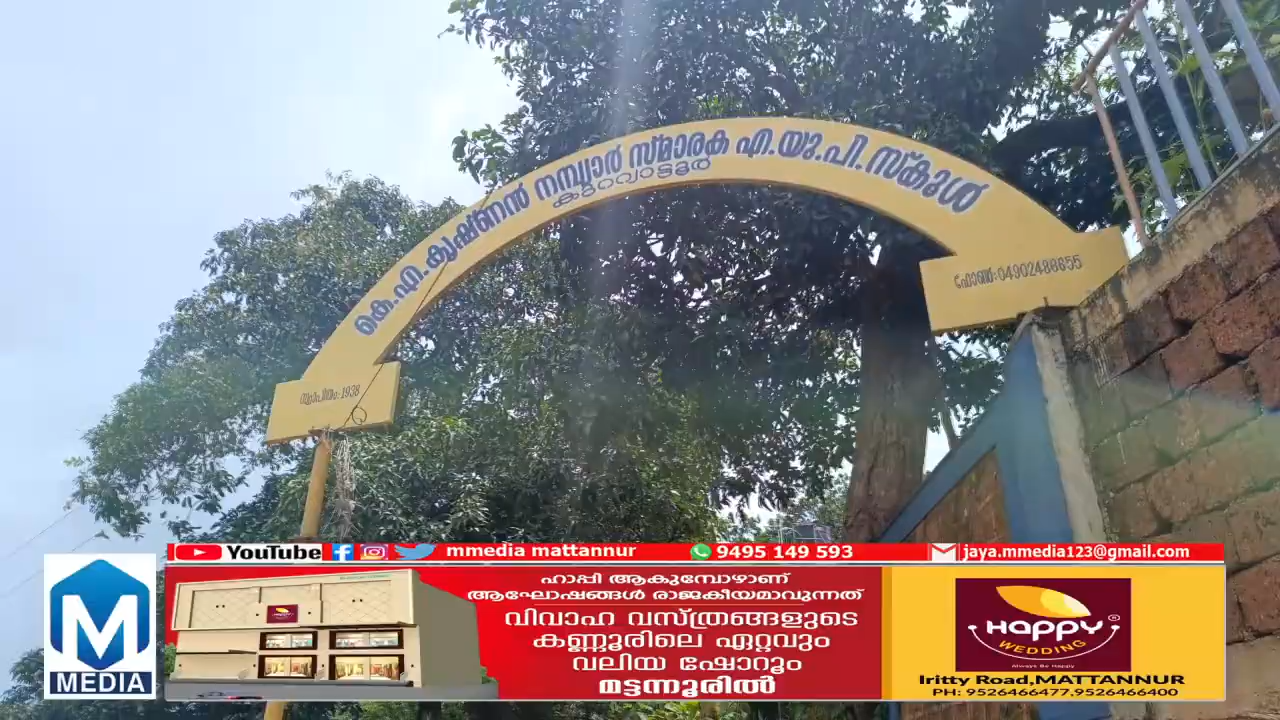 കെ.എ.കൃഷ്ണൻ നമ്പ്യാർ സ്മാരക എ.യു.പി.സ്കൂൾ
കുറവാട്ടൂർ
സ്ഥാപിതം:1938
ഫോൺ:04902488655
YouTube mmedia mattannur 9495 149 593 jaya.mmedia123@gmail.com
M
MEDIA
ഹാപ്പി ആകുമ്പോഴാണ്
ആഘോഷങ്ങൾ രാജകീയമാവുന്നത്
വിവാഹ വസ്ത്രങ്ങളുടെ
കണ്ണൂരിലെ ഏറ്റവും
വലിയ ഷോറൂം
മട്ടന്നൂരിൽ
HAPPY
WEDDING
Always Be Happy
Iritty Road,MATTANNUR
PH: 9526466477,9526466400